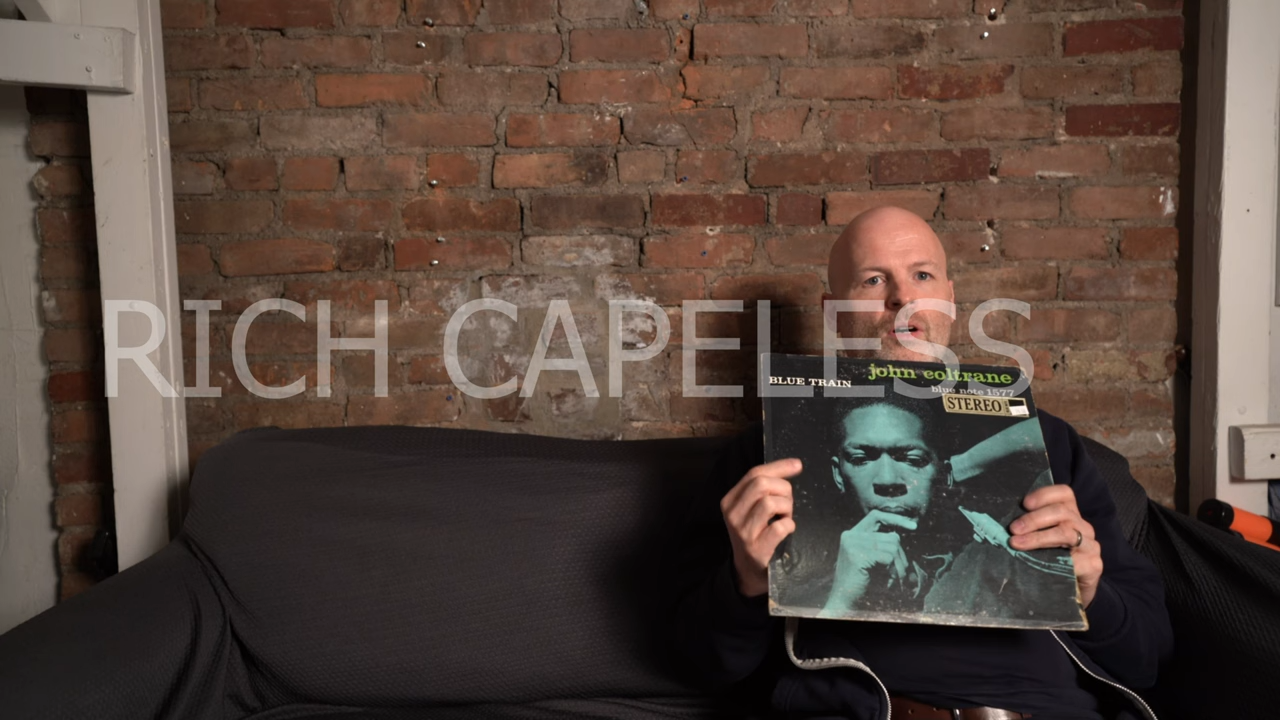 RICH CAPELESS
BLUE TRAIN
john coltrane
blue note 1577
STEREO